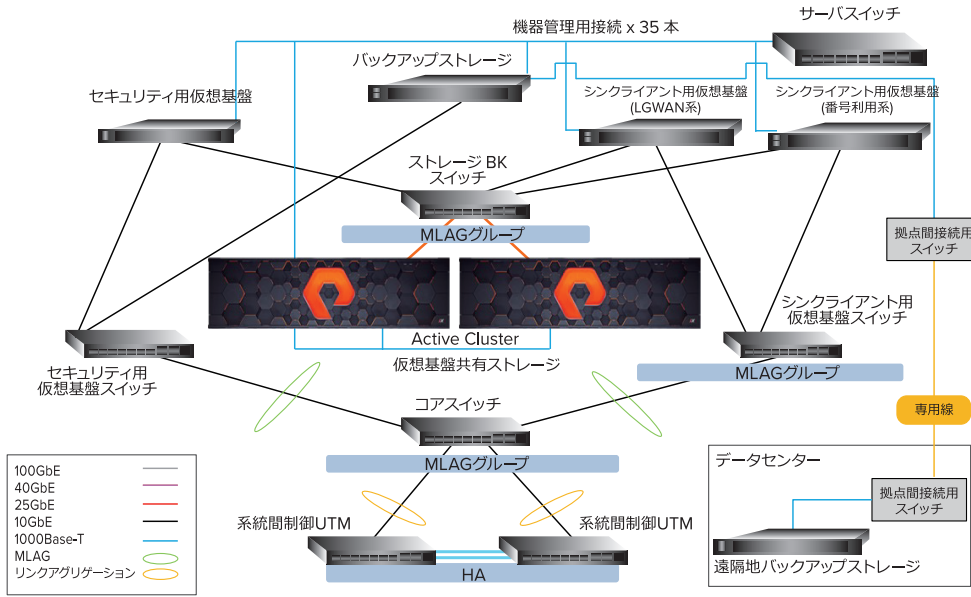 サーバスイッチ
機器管理用接続 x 35 本
バックアップストレージ
セキュリティ用仮想基盤
シンクライアント用仮想基盤
(LGWAN系)
シンクライアント用仮想基盤
(番号利用系)
ストレージ BK
スイッチ
MLAGグループ
拠点間接続用
スイッチ
シンクライアント用
仮想基盤スイッチ
MLAGグループ
Active Cluster
仮想基盤共有ストレージ
セキュリティ用
仮想基盤スイッチ
コアスイッチ
MLAGグループ
専用線
100GbE
40GbE
25GbE
10GbE
1000Base-T
MLAG
リンクアグリゲーション
系統間制御UTM
系統間制御UTM
HA
データセンター
拠点間接続用
スイッチ
遠隔地バックアップストレージ